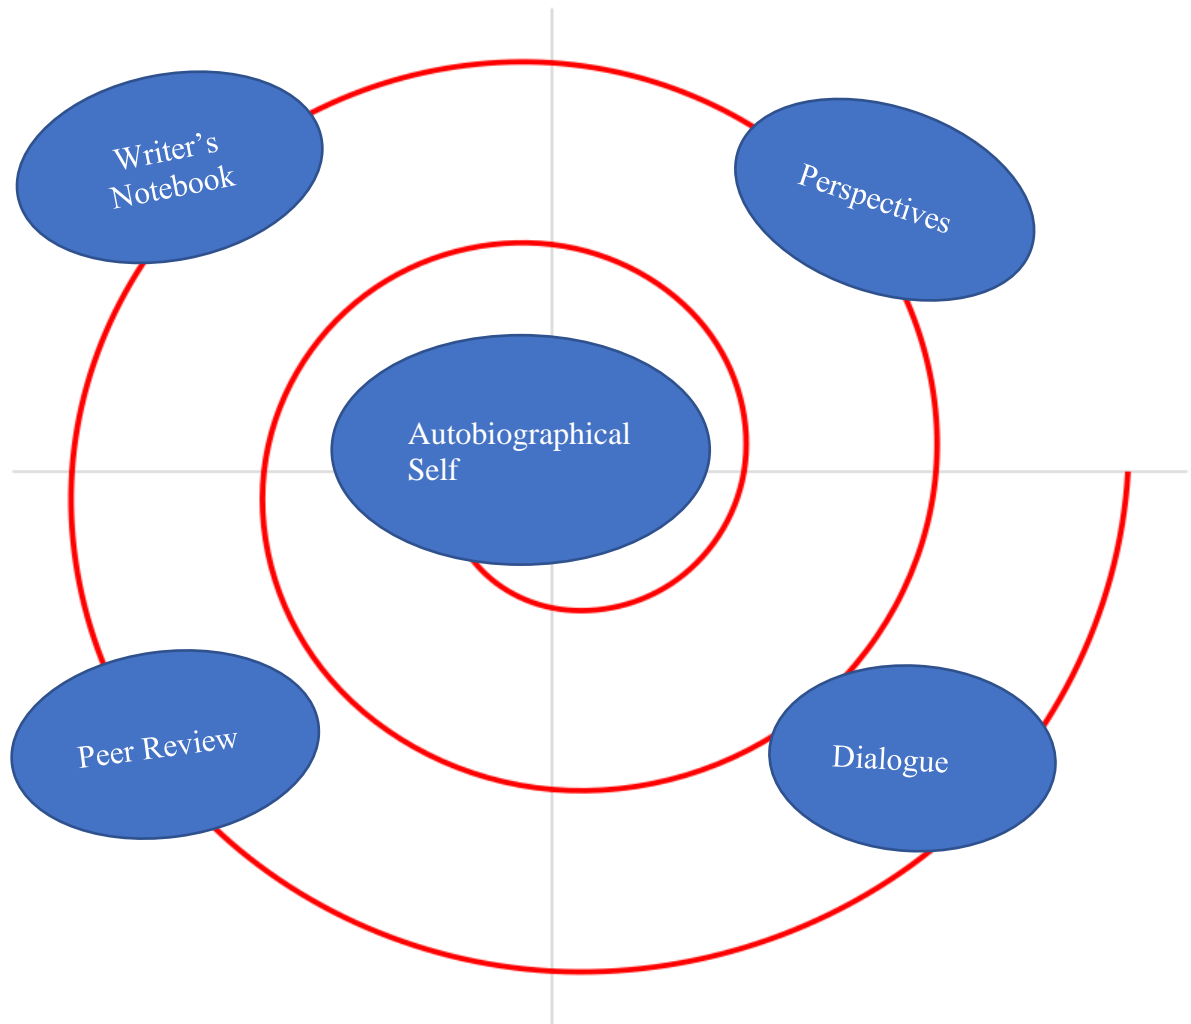 Writer’s
Notebook
Perspectives
Autobiographical
Self
Peer Review
Dialogue